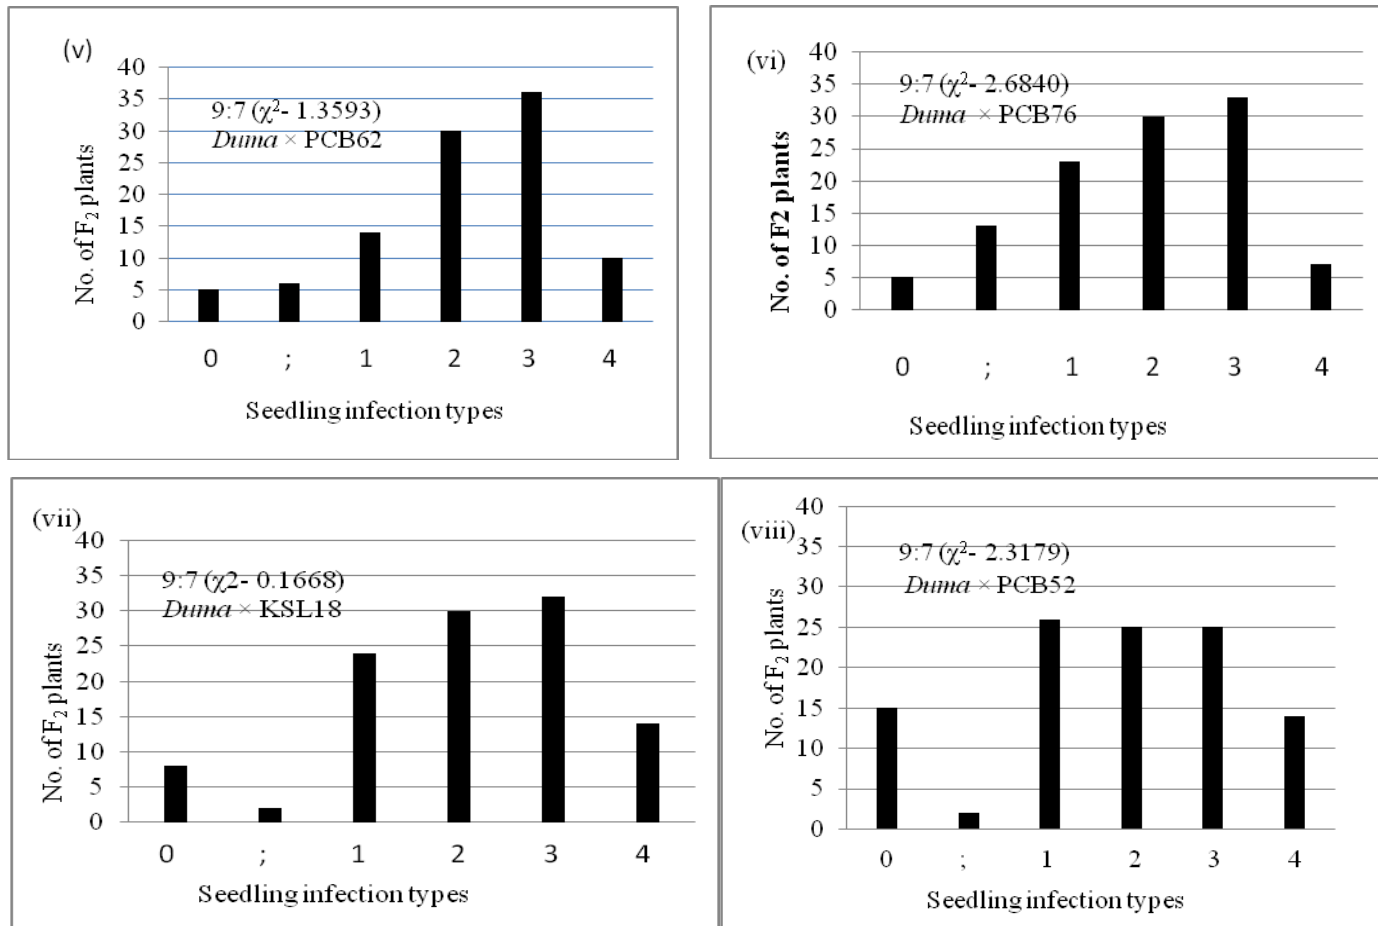 (v)
40
35
30
25
20
15
10
5
0
No. of F₂ plants
9:7 (χ²- 1.3593)
Duma × PCB62
0 ; 1 2 3 4
Seedling infection types
(vi)
40
35
30
25
20
15
10
5
0
No. of F2 plants
9:7 (χ²- 2.6840)
Duma × PCB76
0 ; 1 2 3 4
Seedling infection types
(vii)
40
35
30
25
20
15
10
5
0
No. of F₂ plants
9:7 (χ2- 0.1668)
Duma × KSL18
0 ; 1 2 3 4
Seedling infection types
(viii)
40
35
30
25
20
15
10
5
0
No. of F₂ plants
9:7 (χ²- 2.3179)
Duma × PCB52
0 ; 1 2 3 4
Seedling infection types